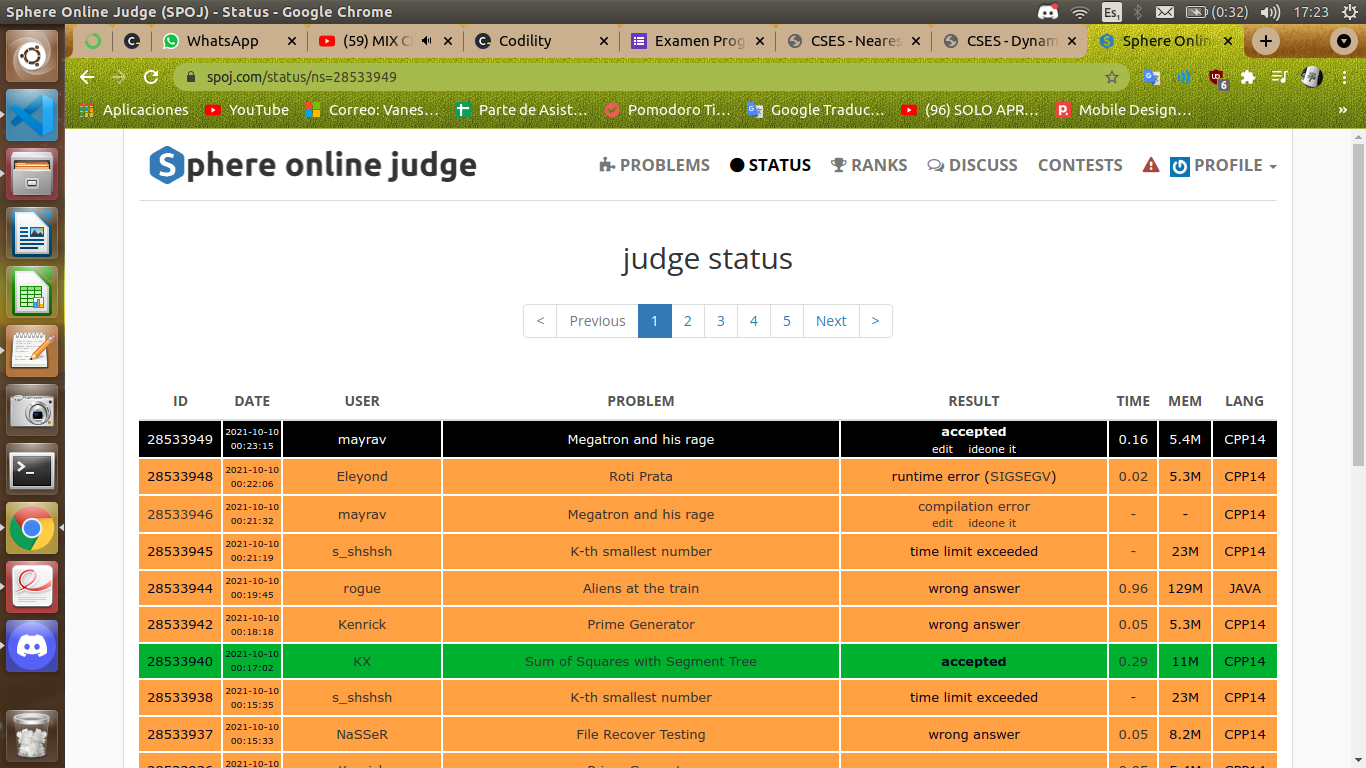 Sphere Online Judge (SPOJ) - Status - Google Chrome
Es₁
(0:32)
17:23
WhatsApp
(59) MIX C
Codility
Examen Prog
CSES - Neares
CSES - Dynam
Sphere Onlin
spoj.com/status/ns=28533949
6
Aplicaciones
YouTube
Correo: Vanes...
Parte de Asist...
Pomodoro Ti...
Google Traduc...
(96) SOLO APR...
Mobile Design...
»
Sphere online judge
PROBLEMS
STATUS
RANKS
DISCUSS
CONTESTS
PROFILE
judge status
< Previous 1 2 3 4 5 Next >
ID DATE USER PROBLEM RESULT TIME MEM LANG
28533949 2021-10-10 00:23:15 mayrav Megatron and his rage accepted edit ideone it 0.16 5.4M CPP14
28533948 2021-10-10 00:22:06 Eleyond Roti Prata runtime error (SIGSEGV) 0.02 5.3M CPP14
28533946 2021-10-10 00:21:32 mayrav Megatron and his rage compilation error edit ideone it - - CPP14
28533945 2021-10-10 00:21:19 s_shshsh K-th smallest number time limit exceeded - 23M CPP14
28533944 2021-10-10 00:19:45 rogue Aliens at the train wrong answer 0.96 129M JAVA
28533942 2021-10-10 00:18:18 Kenrick Prime Generator wrong answer 0.05 5.3M CPP14
28533940 2021-10-10 00:17:02 KX Sum of Squares with Segment Tree accepted 0.29 11M CPP14
28533938 2021-10-10 00:15:35 s_shshsh K-th smallest number time limit exceeded - 23M CPP14
28533937 2021-10-10 00:15:33 NaSSeR File Recover Testing wrong answer 0.05 8.2M CPP14